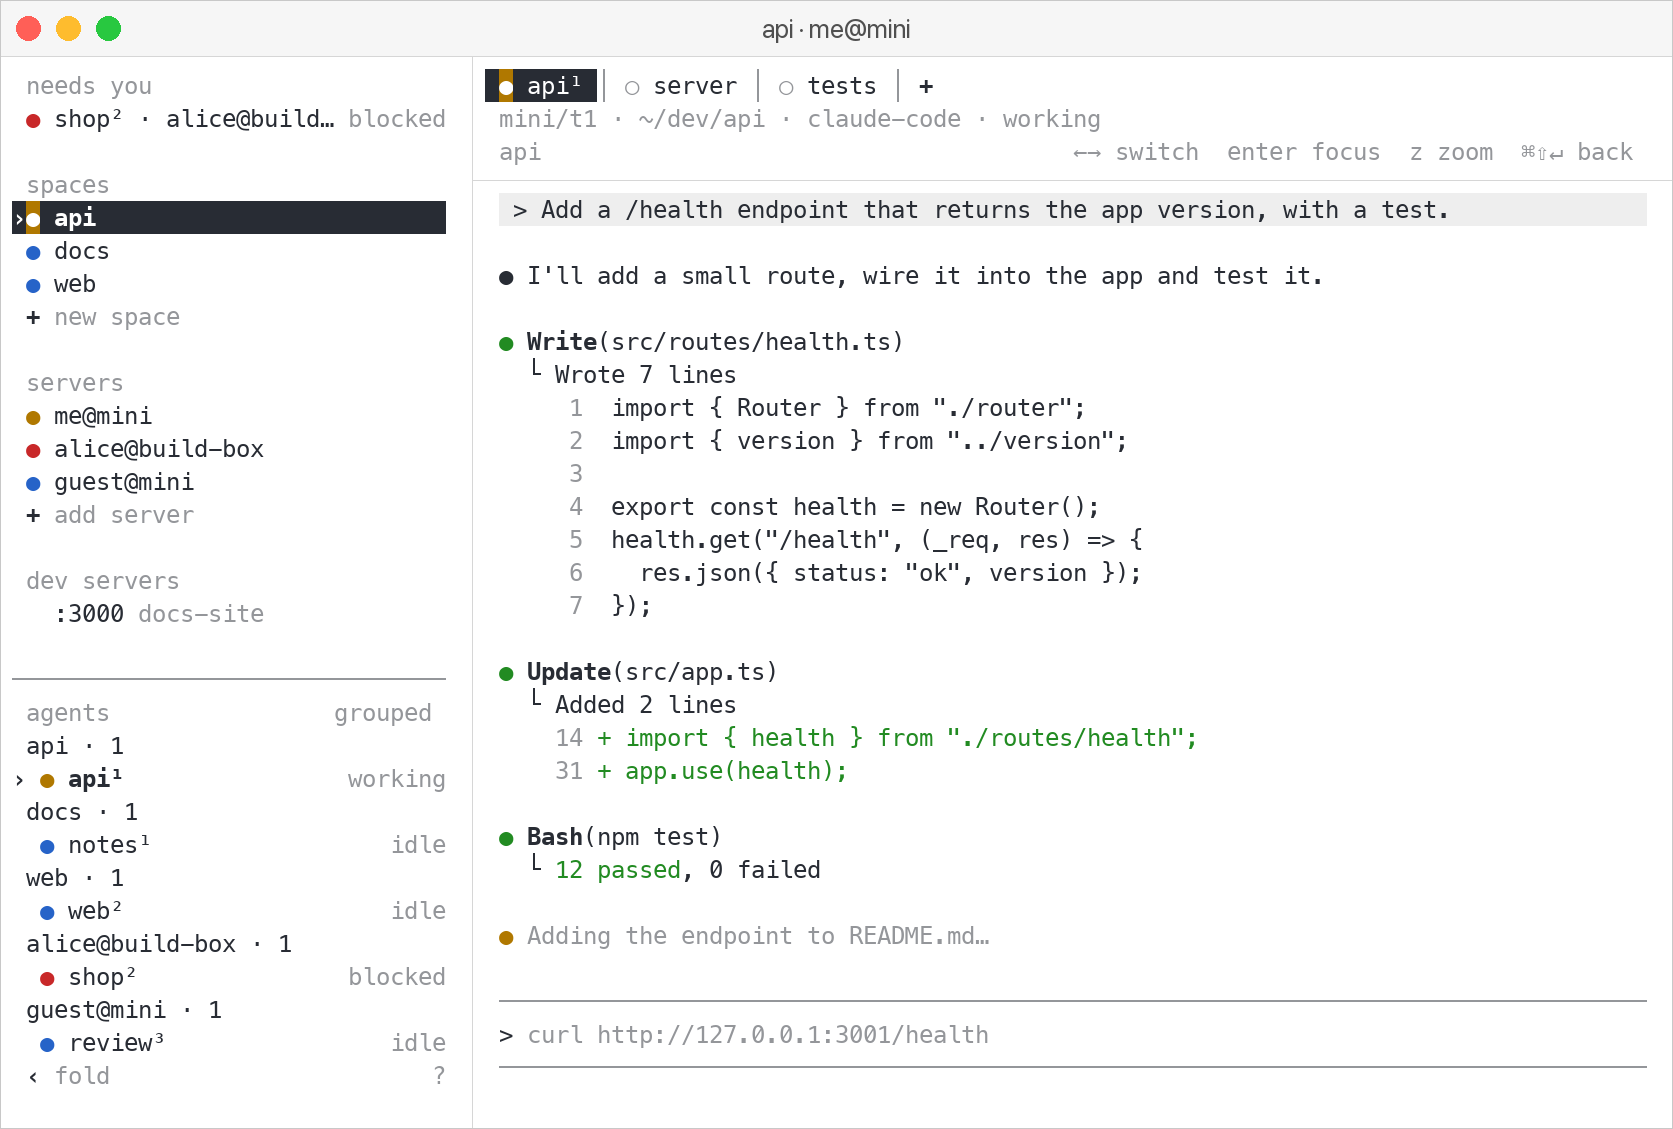 api · me@mini
needs you
● shop² · alice@build… blocked
spaces
›● api
● docs
● web
+ new space
servers
● me@mini
● alice@build-box
● guest@mini
+ add server
dev servers
:3000 docs-site
agents grouped
api · 1
› ● api¹ working
docs · 1
● notes¹ idle
web · 1
● web² idle
alice@build-box · 1
● shop² blocked
guest@mini · 1
● review³ idle
‹ fold ?
● api¹ │ ○ server │ ○ tests │ +
mini/t1 · ~/dev/api · claude-code · working
api ←→ switch enter focus z zoom ⌘⇧↵ back
> Add a /health endpoint that returns the app version, with a test.
● I'll add a small route, wire it into the app and test it.
● Write(src/routes/health.ts)
└ Wrote 7 lines
1 import { Router } from "./router";
2 import { version } from "../version";
3
4 export const health = new Router();
5 health.get("/health", (_req, res) => {
6 res.json({ status: "ok", version });
7 });
● Update(src/app.ts)
└ Added 2 lines
14 + import { health } from "./routes/health";
31 + app.use(health);
● Bash(npm test)
└ 12 passed, 0 failed
● Adding the endpoint to README.md…
> curl http://127.0.0.1:3001/health